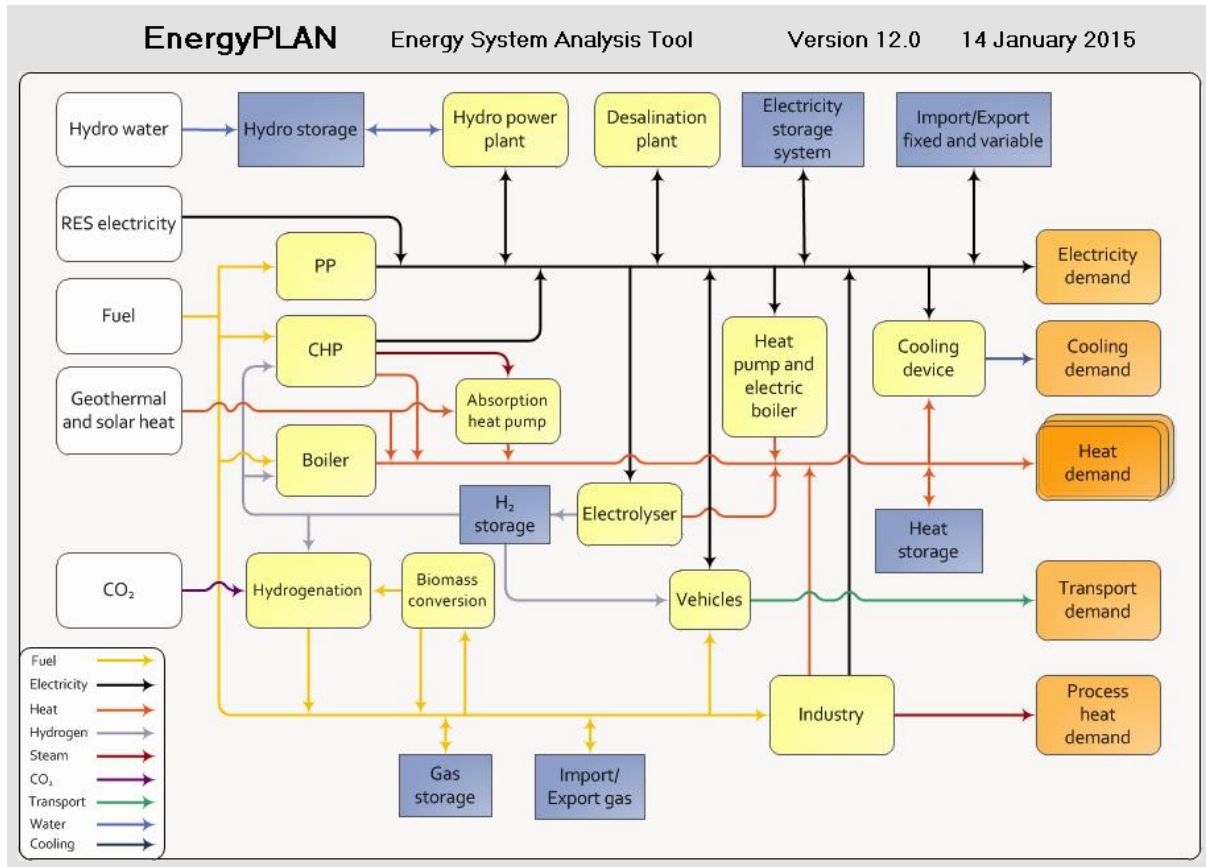 EnergyPLAN Energy System Analysis Tool Version 12.0 14 January 2015
Hydro water
Hydro storage
Hydro power
plant
Desalination
plant
Electricity
storage
system
Import/Export
fixed and variable
RES electricity
PP
Electricity
demand
Fuel
CHP
Heat
pump and
electric
boiler
Cooling
device
Cooling
demand
Geothermal
and solar heat
Absorption
heat pump
Boiler
Heat
demand
H₂
storage
Electrolyser
Heat
storage
CO₂
Hydrogenation
Biomass
conversion
Vehicles
Transport
demand
Industry
Process
heat
demand
Gas
storage
Import/
Export gas
Fuel
Electricity
Heat
Hydrogen
Steam
CO₂
Transport
Water
Cooling